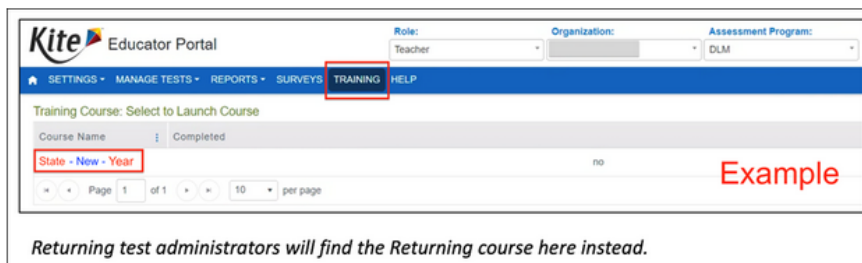 Kite Educator Portal
Role: Organization: Assessment Program:
Teacher DLM
SETTINGS MANAGE TESTS REPORTS SURVEYS TRAINING HELP
Training Course: Select to Launch Course
Course Name Completed
State - New - Year no
Example
Page 1 of 1 10 per page
Returning test administrators will find the Returning course here instead.